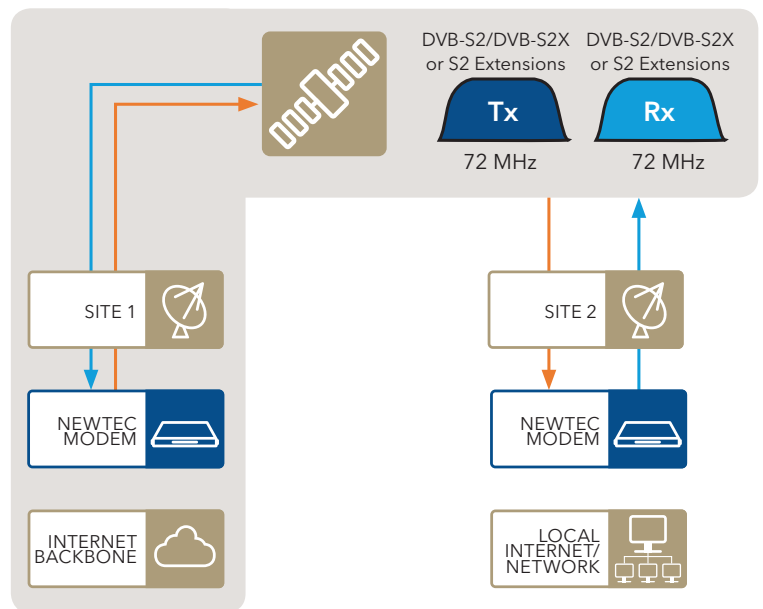 DVB-S2/DVB-S2X
or S2 Extensions
DVB-S2/DVB-S2X
or S2 Extensions
Tx
Rx
72 MHz
72 MHz
SITE 1
SITE 2
NEWTEC
MODEM
NEWTEC
MODEM
INTERNET
BACKBONE
LOCAL
INTERNET/
NETWORK